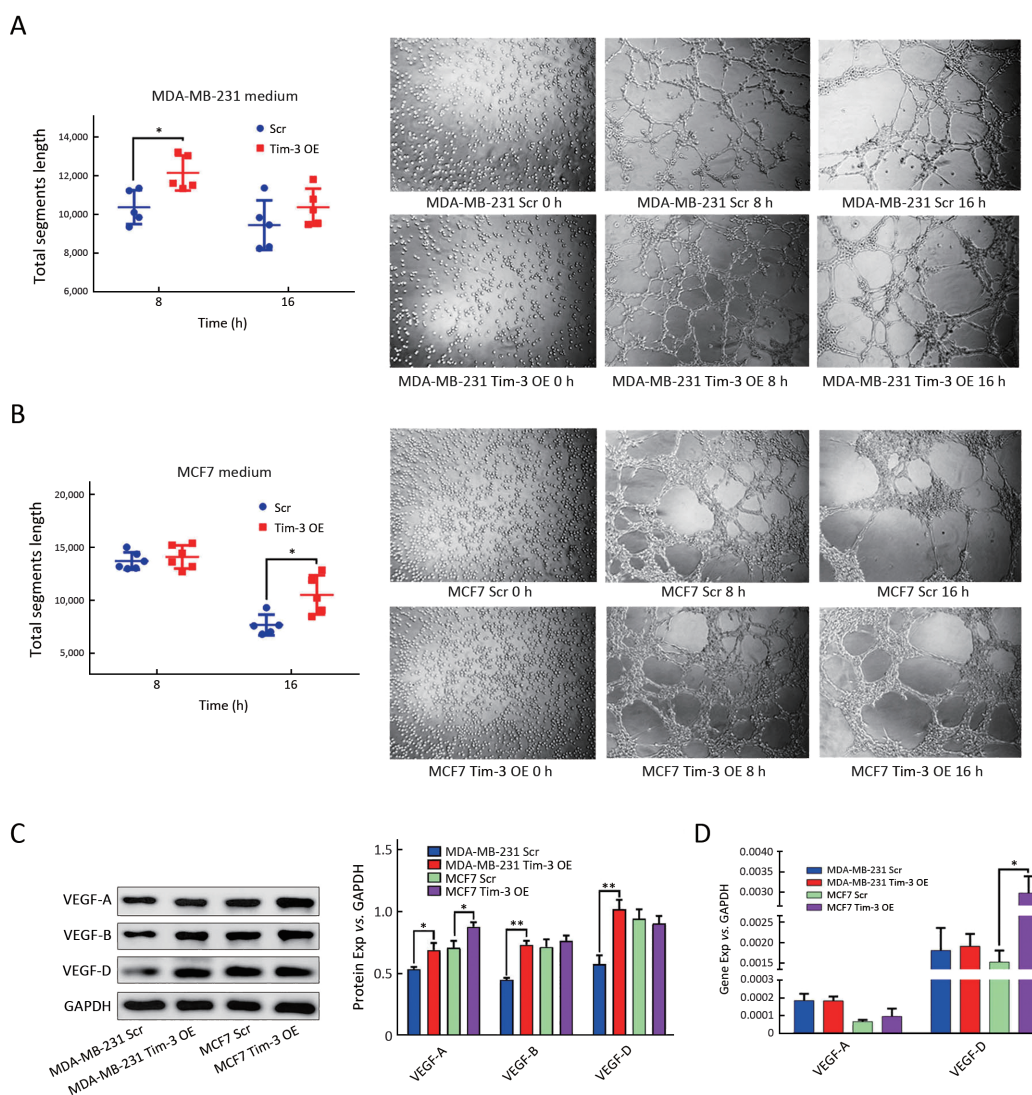 A
MDA-MB-231 medium
Scr
Tim-3 OE
*
Total segments length
14,000
12,000
10,000
8,000
6,000
8
16
Time (h)
MDA-MB-231 Scr 0 h
MDA-MB-231 Scr 8 h
MDA-MB-231 Scr 16 h
MDA-MB-231 Tim-3 OE 0 h
MDA-MB-231 Tim-3 OE 8 h
MDA-MB-231 Tim-3 OE 16 h
B
MCF7 medium
Scr
Tim-3 OE
*
Total segments length
20,000
15,000
10,000
5,000
8
16
Time (h)
MCF7 Scr 0 h
MCF7 Scr 8 h
MCF7 Scr 16 h
MCF7 Tim-3 OE 0 h
MCF7 Tim-3 OE 8 h
MCF7 Tim-3 OE 16 h
C
VEGF-A
VEGF-B
VEGF-D
GAPDH
MDA-MB-231 Scr
MDA-MB-231 Tim-3 OE
MCF7 Scr
MCF7 Tim-3 OE
Protein Exp vs. GAPDH
1.5
1.0
0.5
0
MDA-MB-231 Scr
MDA-MB-231 Tim-3 OE
MCF7 Scr
MCF7 Tim-3 OE
*
*
**
**
VEGF-A
VEGF-B
VEGF-D
D
Gene Exp vs. GAPDH
0.0040
0.0035
0.0030
0.0025
0.0020
0.0015
0.0003
0.0002
0.0001
0
MDA-MB-231 Scr
MDA-MB-231 Tim-3 OE
MCF7 Scr
MCF7 Tim-3 OE
*
VEGF-A
VEGF-D